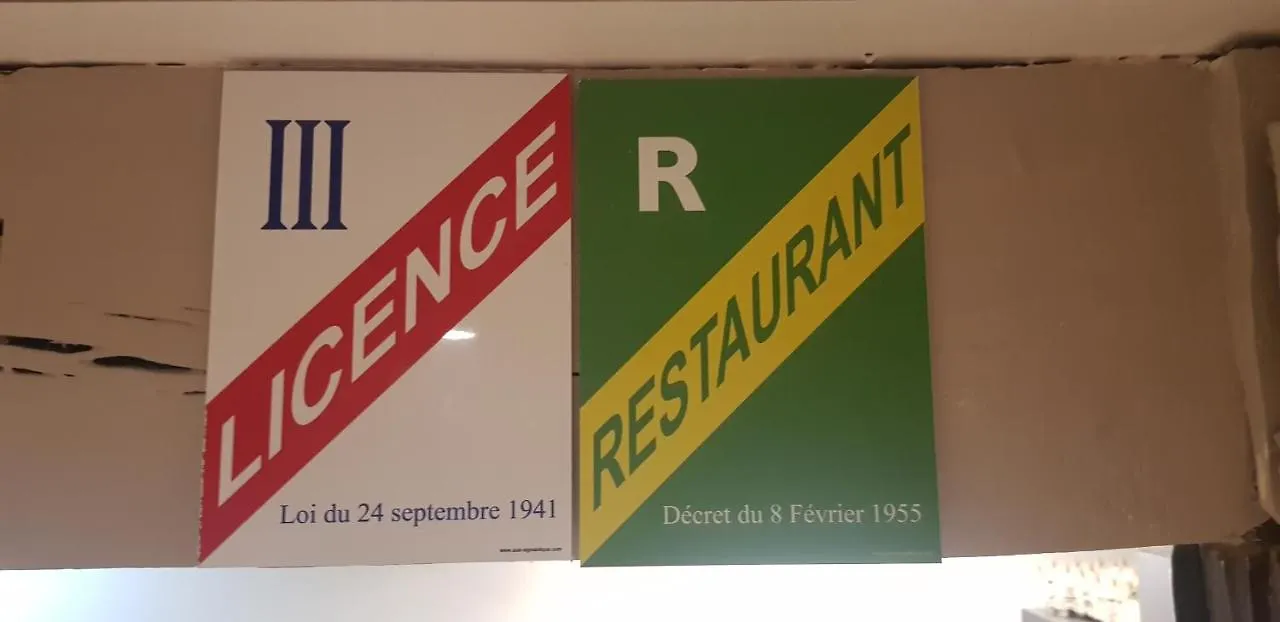 III
LICENCE
Loi du 24 septembre 1941
R
RESTAURANT
Décret du 8 Février 1955